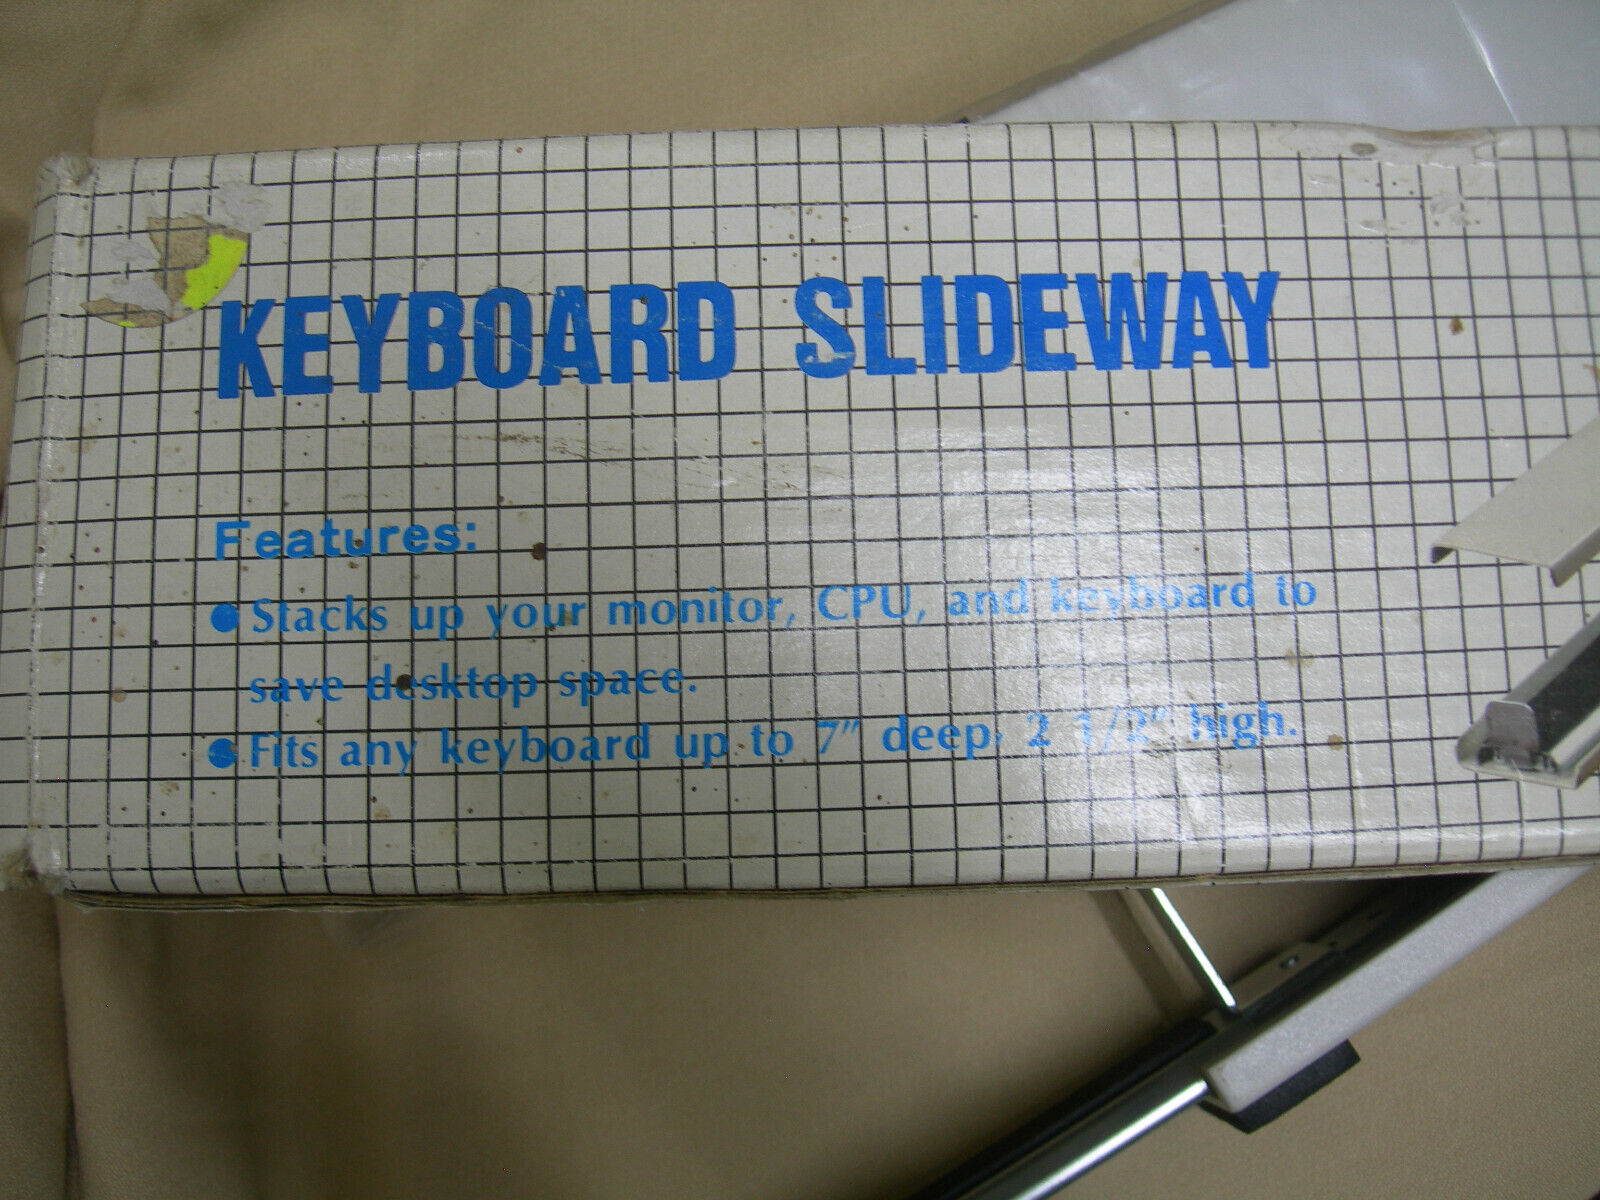 KEYBOARD SLIDEWAY
Features:
● Stacks up your monitor, CPU, and keyboard to
save desktop space.
● Fits any keyboard up to 7" deep, 2 1/2" high.